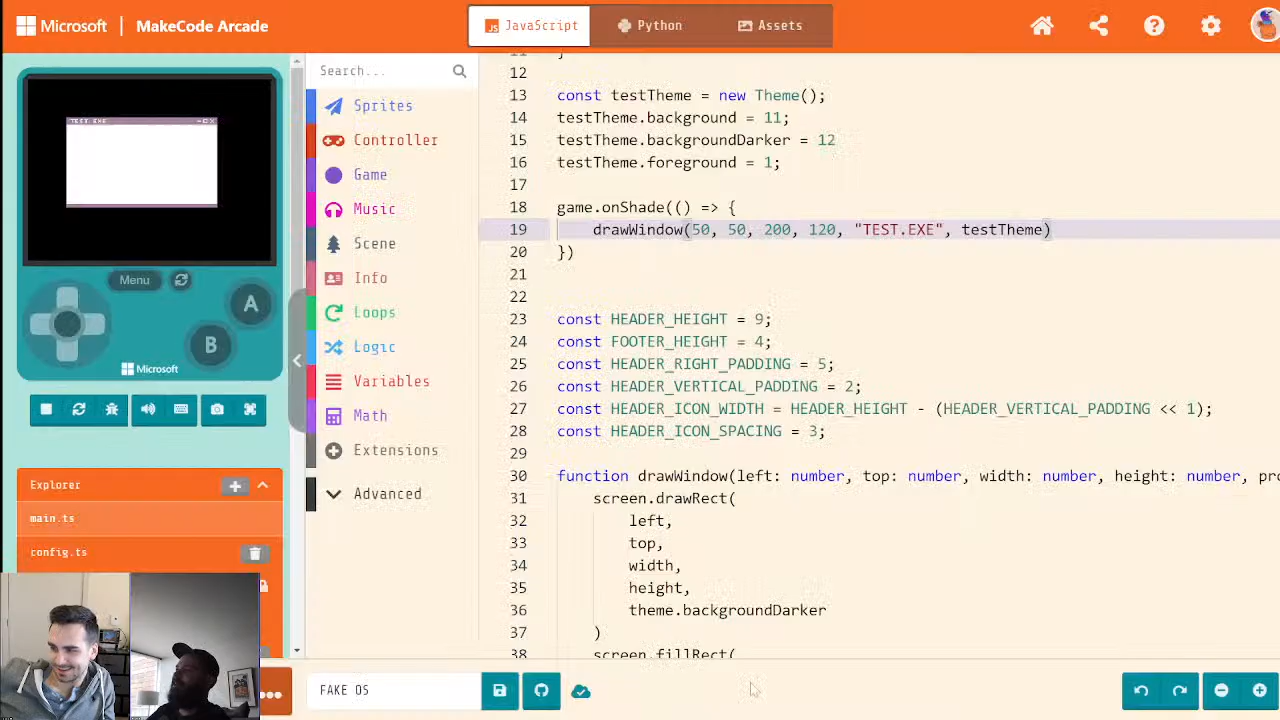 Microsoft MakeCode Arcade
JavaScript
Python
Assets
TEST.EXE
Menu
A
B
Microsoft
Explorer
main.ts
config.ts
Search...
Sprites
Controller
Game
Music
Scene
Info
Loops
Logic
Variables
Math
Extensions
Advanced
12
13 const testTheme = new Theme();
14 testTheme.background = 11;
15 testTheme.backgroundDarker = 12
16 testTheme.foreground = 1;
17
18 game.onShade(() => {
19 drawWindow(50, 50, 200, 120, "TEST.EXE", testTheme)
20 })
21
22
23 const HEADER_HEIGHT = 9;
24 const FOOTER_HEIGHT = 4;
25 const HEADER_RIGHT_PADDING = 5;
26 const HEADER_VERTICAL_PADDING = 2;
27 const HEADER_ICON_WIDTH = HEADER_HEIGHT - (HEADER_VERTICAL_PADDING << 1);
28 const HEADER_ICON_SPACING = 3;
29
30 function drawWindow(left: number, top: number, width: number, height: number, pro
31 screen.drawRect(
32 left,
33 top,
34 width,
35 height,
36 theme.backgroundDarker
37 )
38 screen.fillRect(
FAKE OS